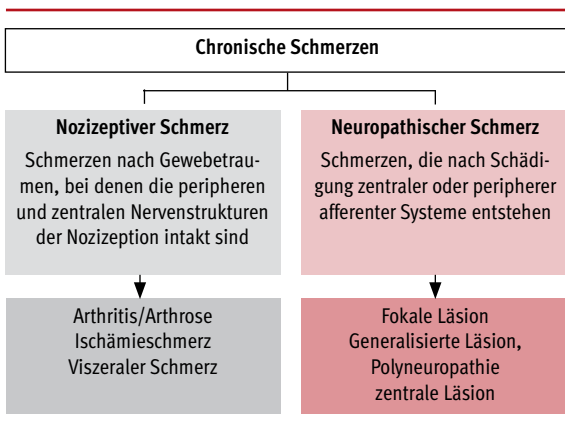 Chronische Schmerzen
Nozizeptiver Schmerz
Schmerzen nach Gewebetrau-
men, bei denen die peripheren
und zentralen Nervenstrukturen
der Nozizeption intakt sind
Neuropathischer Schmerz
Schmerzen, die nach Schädi-
gung zentraler oder peripherer
afferenter Systeme entstehen
Arthritis/Arthrose
Ischämieschmerz
Viszeraler Schmerz
Fokale Läsion
Generalisierte Läsion,
Polyneuropathie
zentrale Läsion